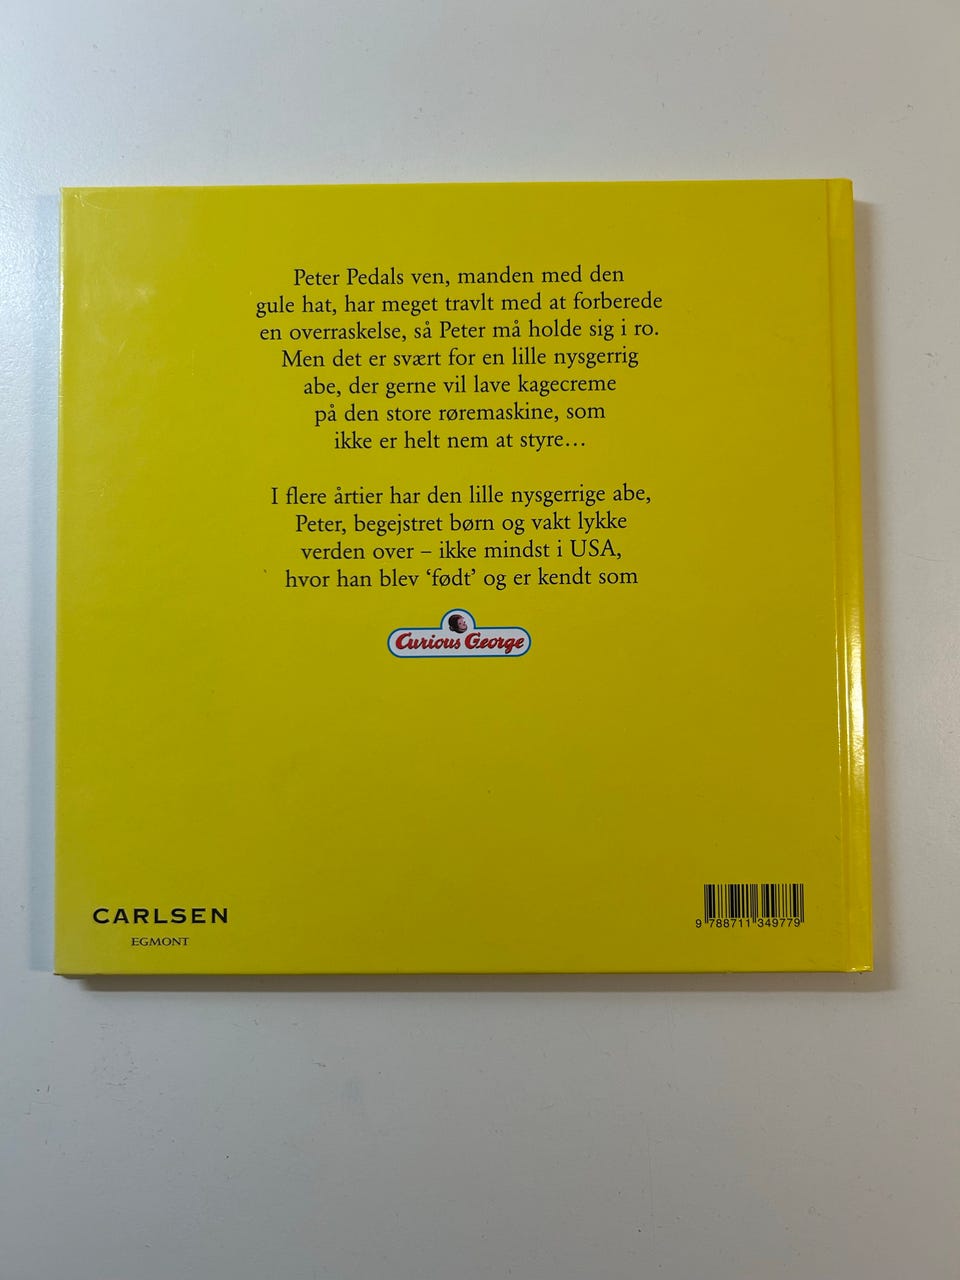 Peter Pedals ven, manden med den
gule hat, har meget travlt med at forberede
en overraskelse, så Peter må holde sig i ro.
Men det er svært for en lille nysgerrig
abe, der gerne vil lave kagecreme
på den store røremaskine, som
ikke er helt nem at styre…
I flere årtier har den lille nysgerrige abe,
Peter, begejstret børn og vakt lykke
verden over – ikke mindst i USA,
hvor han blev ‘født’ og er kendt som
Curious George
CARLSEN
EGMONT
9 788711 349779